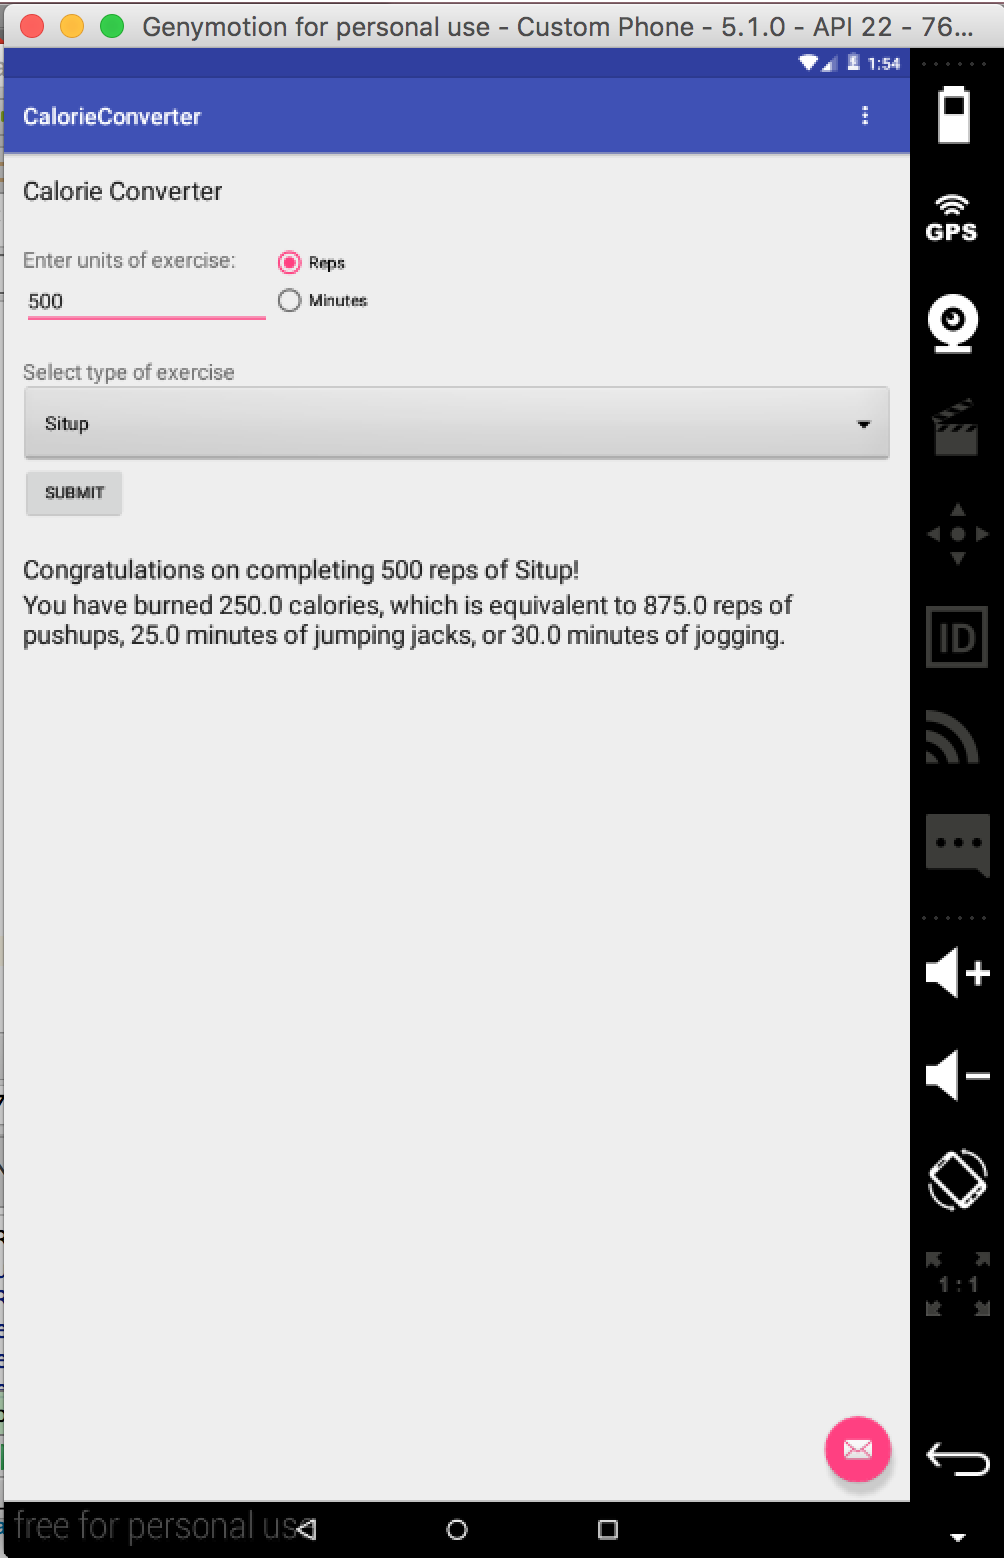 Genymotion for personal use - Custom Phone - 5.1.0 - API 22 - 76...
1:54
CalorieConverter
GPS
Calorie Converter
Enter units of exercise:
Reps
500
Minutes
Select type of exercise
Situp
SUBMIT
Congratulations on completing 500 reps of Situp!
You have burned 250.0 calories, which is equivalent to 875.0 reps of
pushups, 25.0 minutes of jumping jacks, or 30.0 minutes of jogging.
ID
1:1
free for personal use